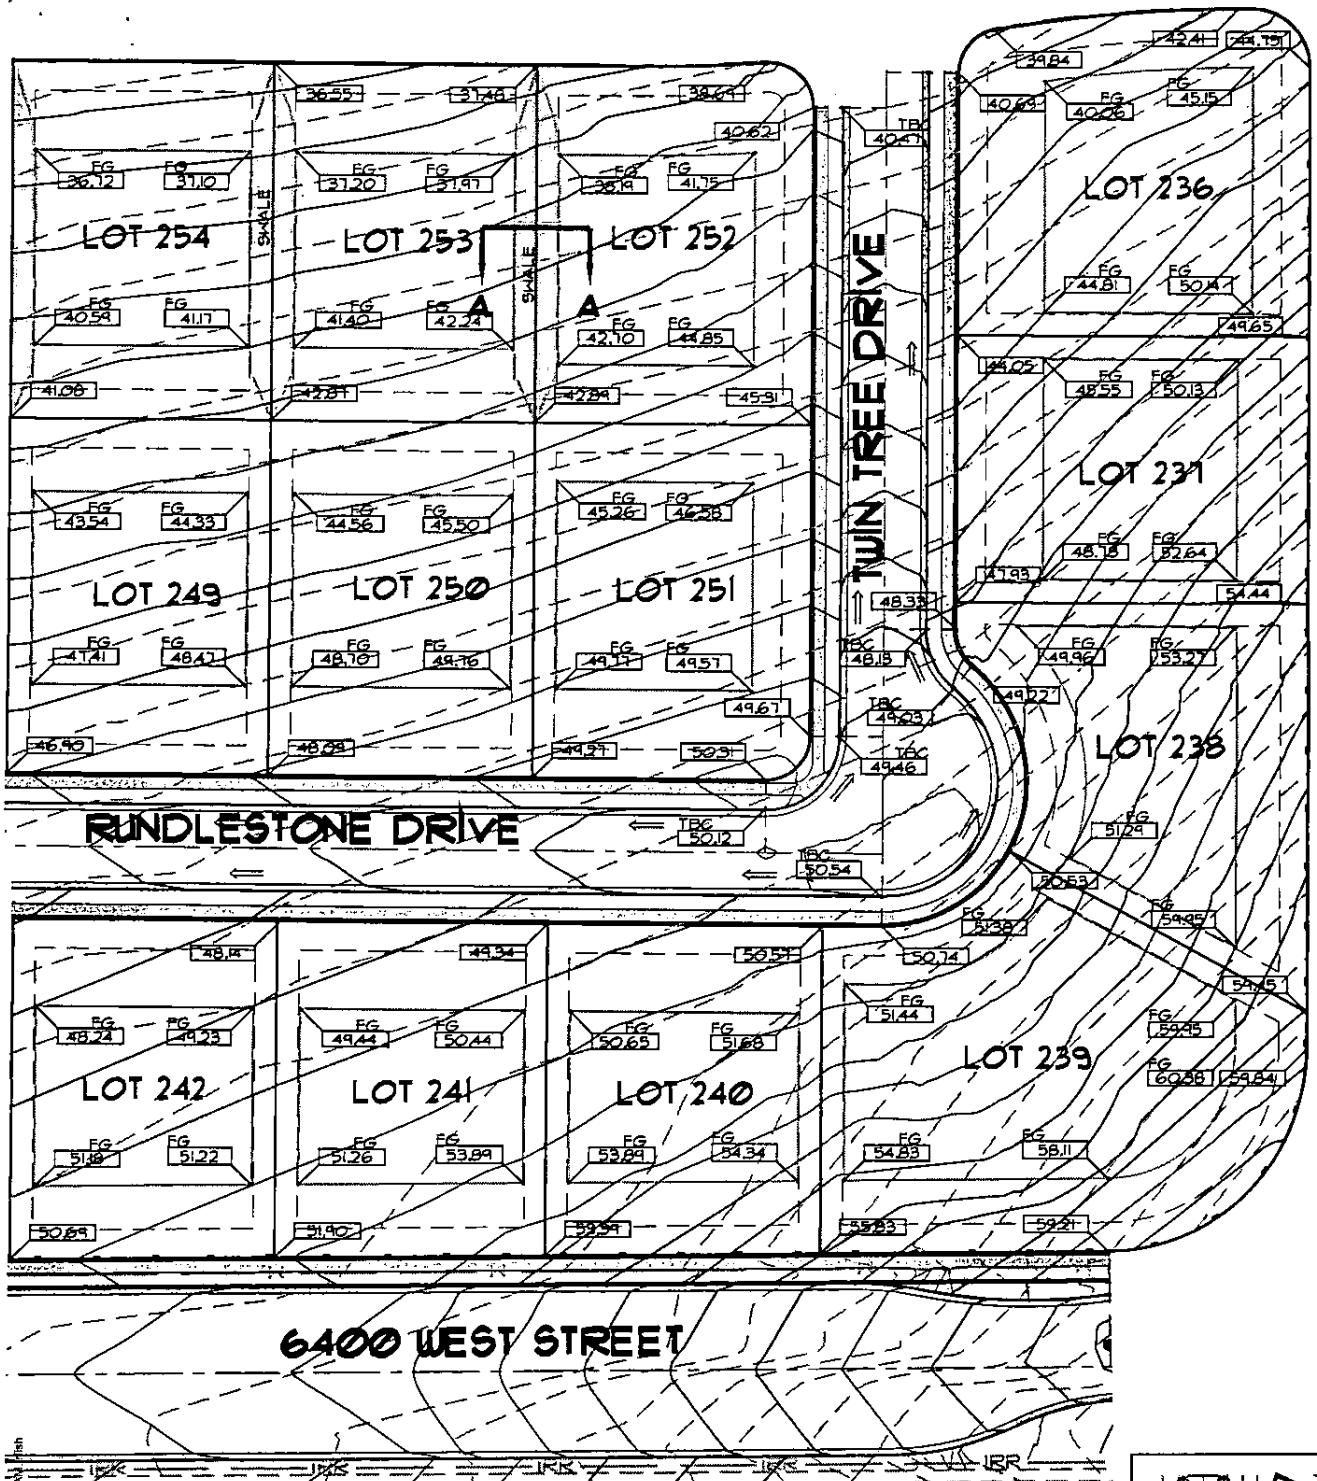 42.41
44.75
39.84
36.55
37.48
38.69
40.69
FG
40.06
FG
45.15
40.62
TBC
40.47
FG
36.72
FG
37.10
FG
37.20
FG
37.97
FG
38.19
FG
41.75
LOT 236
SWALE
LOT 254
LOT 253
LOT 252
SWALE
TWIN TREE DRIVE
FG
44.81
FG
50.14
A
A
FG
40.59
FG
41.17
FG
41.40
FG
42.24
FG
42.70
FG
44.85
49.65
44.05
41.08
42.87
42.89
45.31
FG
45.55
FG
50.13
LOT 237
FG
43.54
FG
44.33
FG
44.56
FG
45.50
FG
45.26
FG
46.58
FG
48.78
FG
52.64
47.93
54.44
LOT 249
LOT 250
LOT 251
48.33
FG
47.41
FG
48.47
FG
48.70
FG
49.76
FG
49.77
FG
49.57
TBC
48.13
FG
49.96
FG
53.27
49.22
49.67
TBC
49.03
46.90
48.09
49.27
50.31
TBC
49.46
LOT 238
RUNDLESTONE DRIVE
TBC
50.12
FG
51.29
TBC
50.54
50.53
FG
51.38
FG
59.95
48.14
49.34
50.57
50.74
59.45
FG
48.24
FG
49.23
FG
49.44
FG
50.44
FG
50.65
FG
51.68
FG
51.44
FG
59.95
LOT 242
LOT 241
LOT 240
LOT 239
FG
60.38
59.84
FG
51.18
FG
51.22
FG
51.26
FG
53.89
FG
53.89
FG
54.34
FG
54.83
FG
58.11
50.69
51.90
55.83
59.21
6400 WEST STREET
IRR
IRR
IRR
IRR
IRR